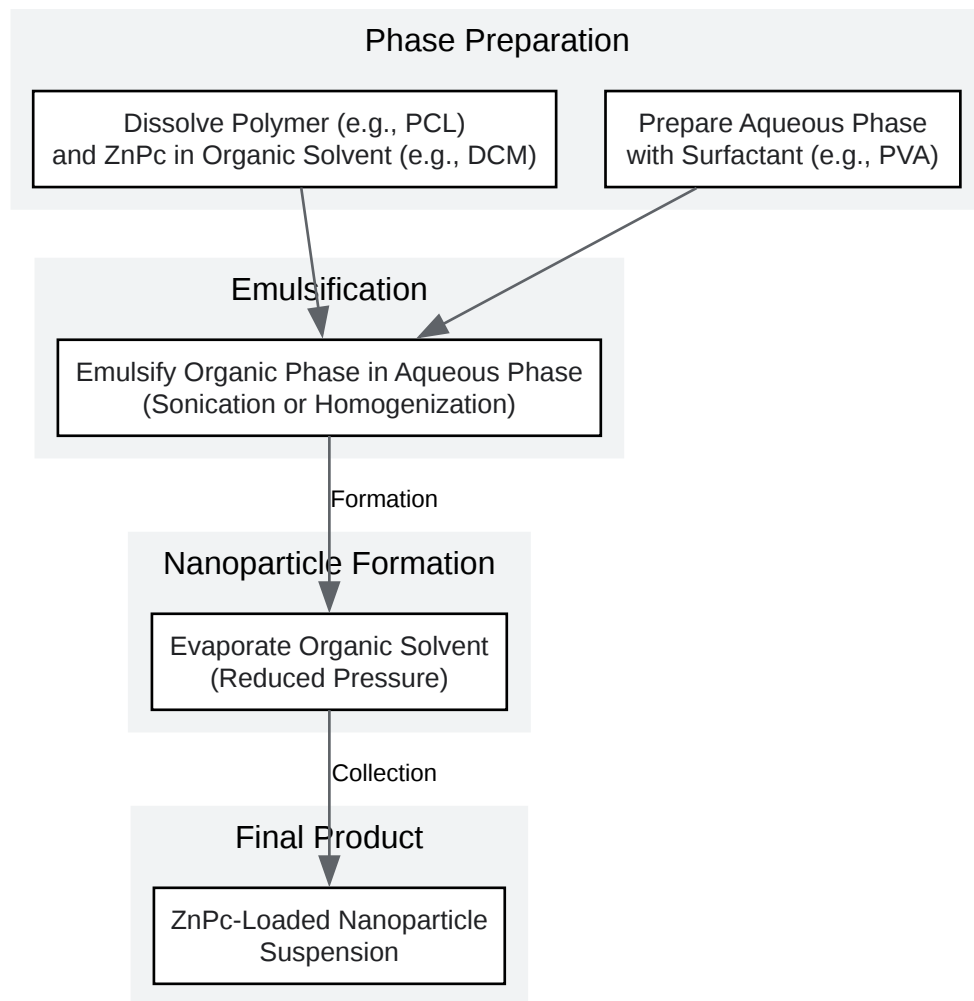 Phase Preparation
Dissolve Polymer (e.g., PCL)
and ZnPc in Organic Solvent (e.g., DCM)
Prepare Aqueous Phase
with Surfactant (e.g., PVA)
Emulsification
Emulsify Organic Phase in Aqueous Phase
(Sonication or Homogenization)
Formation
Nanoparticle Formation
Evaporate Organic Solvent
(Reduced Pressure)
Collection
Final Product
ZnPc-Loaded Nanoparticle
Suspension